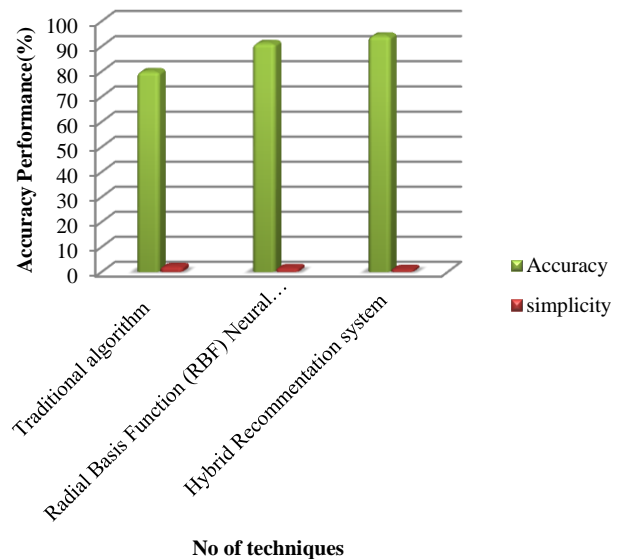 Accuracy Performance(%)
100
90
80
70
60
50
40
30
20
10
0
Traditional algorithm
Radial Basis Function (RBF) Neural…
Hybrid Recommentation system
No of techniques
Accuracy
simplicity